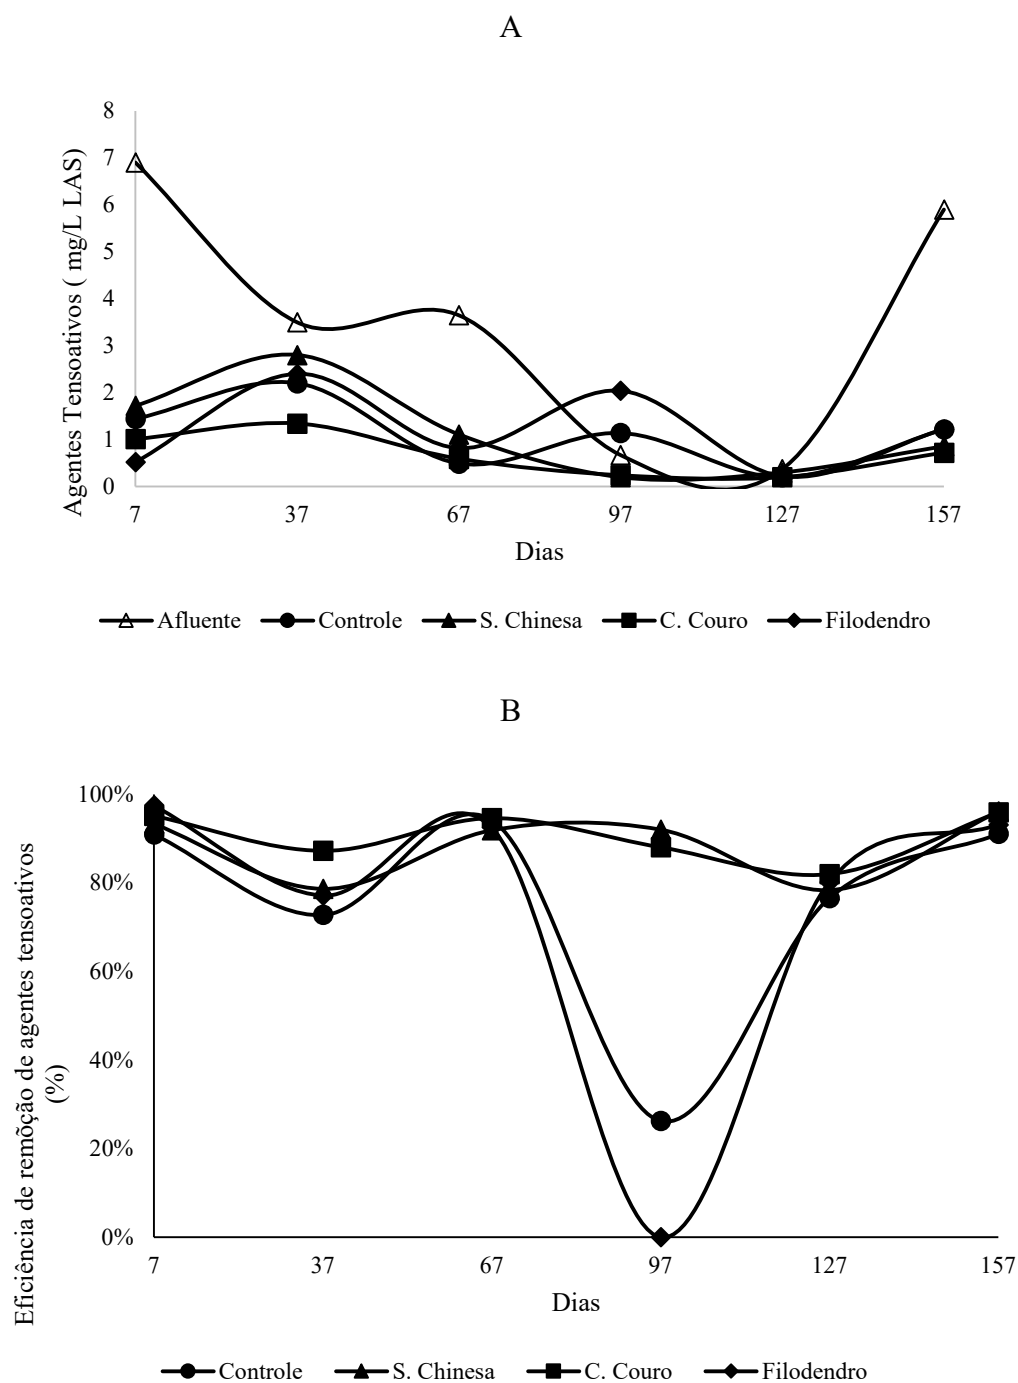 A
Agentes Tensoativos ( mg/L LAS)
8
7
6
5
4
3
2
1
0
7 37 67 97 127 157
Dias
Afluente Controle S. Chinesa C. Couro Filodendro
B
Eficiência de remõção de agentes tensoativos
(%)
100%
80%
60%
40%
20%
0%
7 37 67 97 127 157
Dias
Controle S. Chinesa C. Couro Filodendro